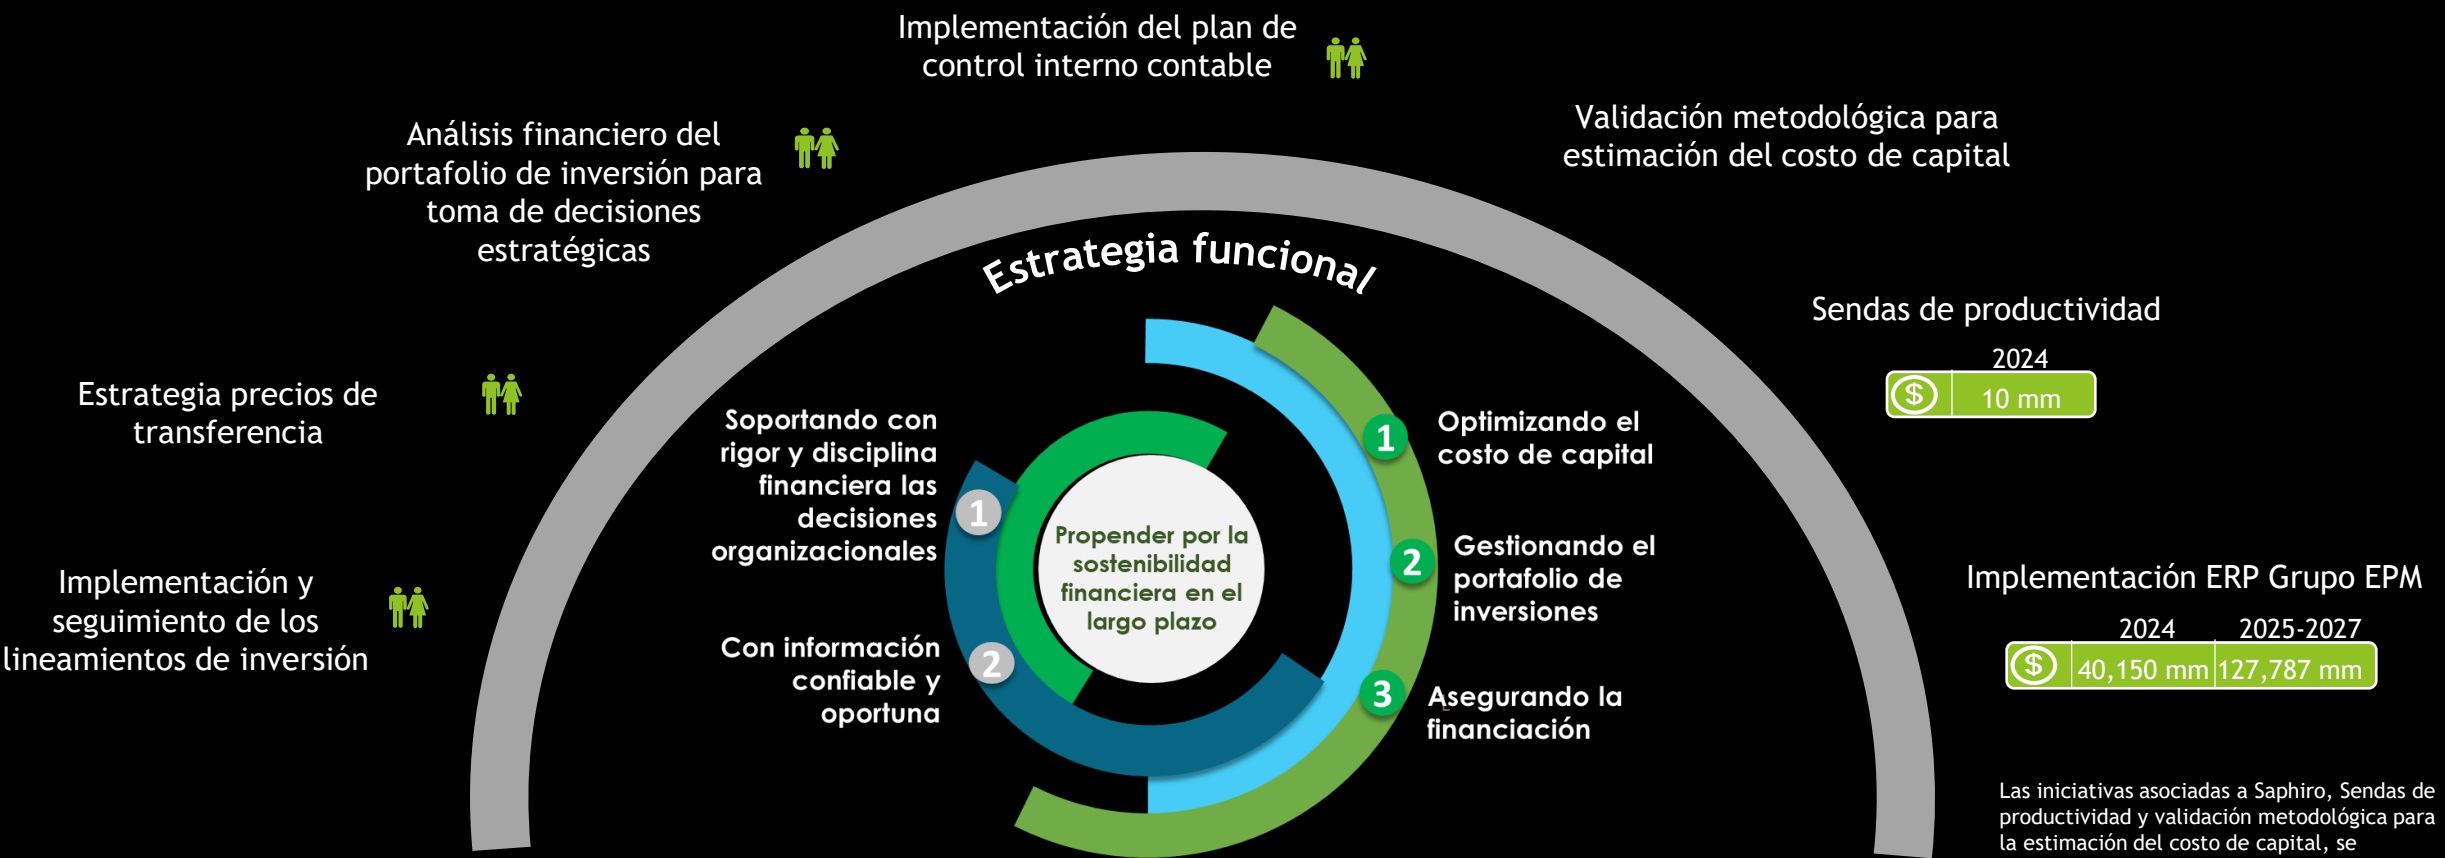 Implementación del plan de
control interno contable
Análisis financiero del
portafolio de inversión para
toma de decisiones
estratégicas
Validación metodológica para
estimación del costo de capital
Estrategia precios de
transferencia
Implementación y
seguimiento de los
lineamientos de inversión
Estrategia funcional
Soportando con
rigor y disciplina
financiera las
decisiones
organizacionales
1
Con información
confiable y
oportuna
2
Propender por la
sostenibilidad
financiera en el
largo plazo
1
Optimizando el
costo de capital
2
Gestionando el
portafolio de
inversiones
3
Asegurando la
financiación
Sendas de productividad
2024
$ 10 mm
Implementación ERP Grupo EPM
2024 2025-2027
$ 40,150 mm 127,787 mm
Las iniciativas asociadas a Saphiro, Sendas de
productividad y validación metodológica para
la estimación del costo de capital, se